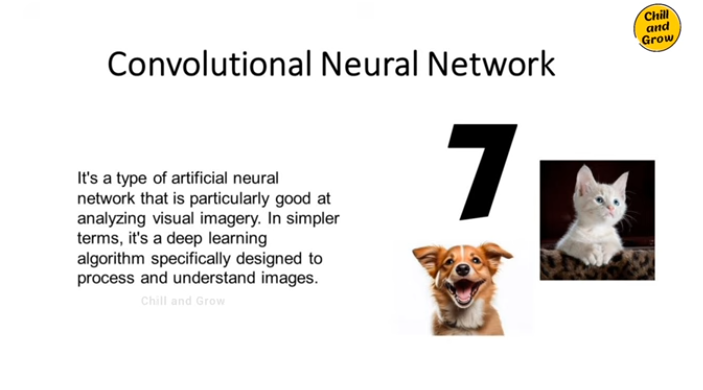 Chill
and
Grow
Convolutional Neural Network
7
It's a type of artificial neural
network that is particularly good at
analyzing visual imagery. In simpler
terms, it's a deep learning
algorithm specifically designed to
process and understand images.
Chill and Grow